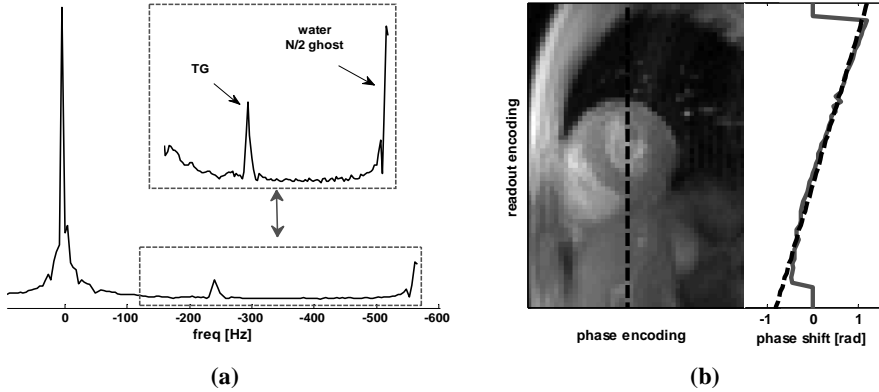 TG
water
N/2 ghost
0 -100 -200 -300 -400 -500 -600
freq [Hz]
(a)
readout encoding
phase encoding
-1 0 1
phase shift [rad]
(b)